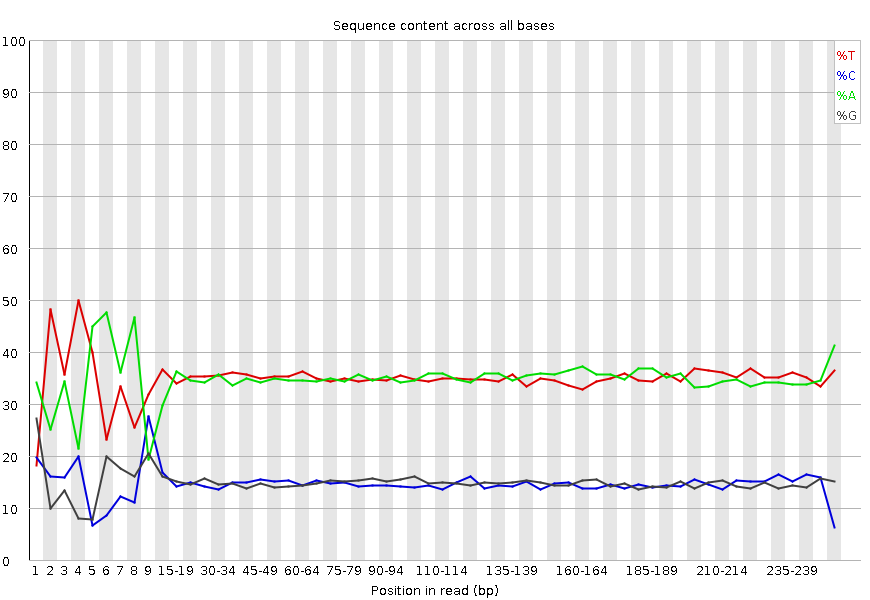 Sequence content across all bases
100
90
80
70
60
50
40
30
20
10
0
%T
%C
%A
%G
1 2 3 4 5 6 7 8 9 15-19 30-34 45-49 60-64 75-79 90-94 110-114 135-139 160-164 185-189 210-214 235-239
Position in read (bp)